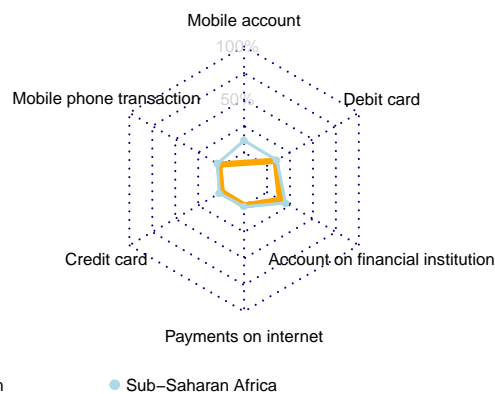 Mobile account
100%
Mobile phone transaction
50%
Debit card
Credit card
Account on financial institution
Payments on internet
n
Sub−Saharan Africa